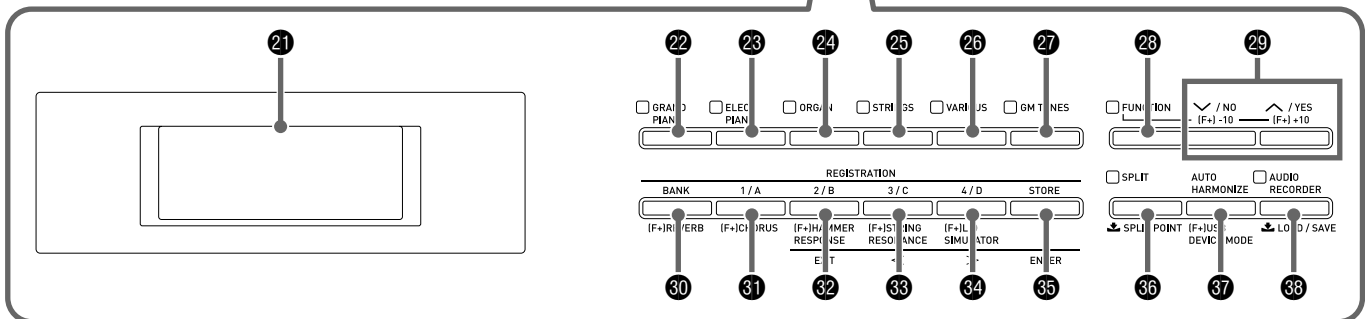 ㉑ ㉒ ㉓ ㉔ ㉕ ㉖ ㉗ ㉘ ㉙
GRAND PIANO
ELEC PIANO
ORGAN
STRINGS
VARIOUS
GM TONES
FUNCTION
/ NO
(F+) -10
/ YES
(F+) +10
REGISTRATION
BANK
1 / A
2 / B
3 / C
4 / D
STORE
SPLIT
AUTO
HARMONIZE
AUDIO
RECORDER
(F+)REVERB
(F+)CHORUS
(F+)HAMMER
RESPONSE
(F+)STRING
RESONANCE
(F+)LID
SIMULATOR
SPLIT POINT
(F+)USB
DEVICE MODE
LOAD / SAVE
EXIT
ENTER
㉚ ㉛ ㉜ ㉝ ㉞ ㉟ ㊱ ㊲ ㊳